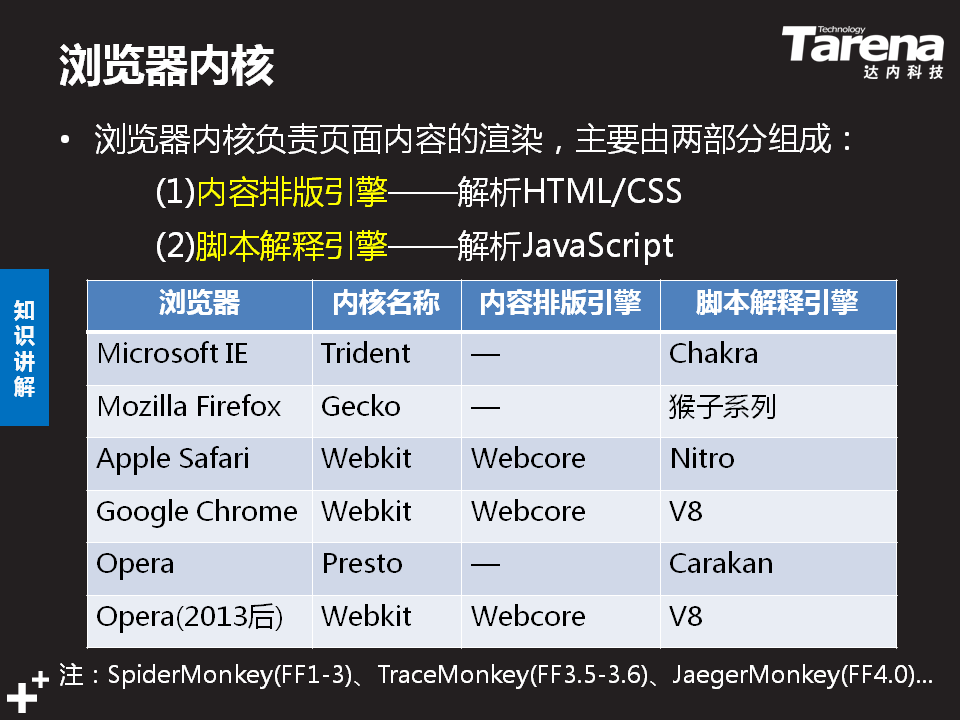 浏览器内核
Technology
Tarena
达内科技
• 浏览器内核负责页面内容的渲染，主要由两部分组成：
(1)内容排版引擎——解析HTML/CSS
(2)脚本解释引擎——解析JavaScript
知识讲解
浏览器 内核名称 内容排版引擎 脚本解释引擎
Microsoft IE Trident — Chakra
Mozilla Firefox Gecko — 猴子系列
Apple Safari Webkit Webcore Nitro
Google Chrome Webkit Webcore V8
Opera Presto — Carakan
Opera(2013后) Webkit Webcore V8
注：SpiderMonkey(FF1-3)、TraceMonkey(FF3.5-3.6)、JaegerMonkey(FF4.0)...